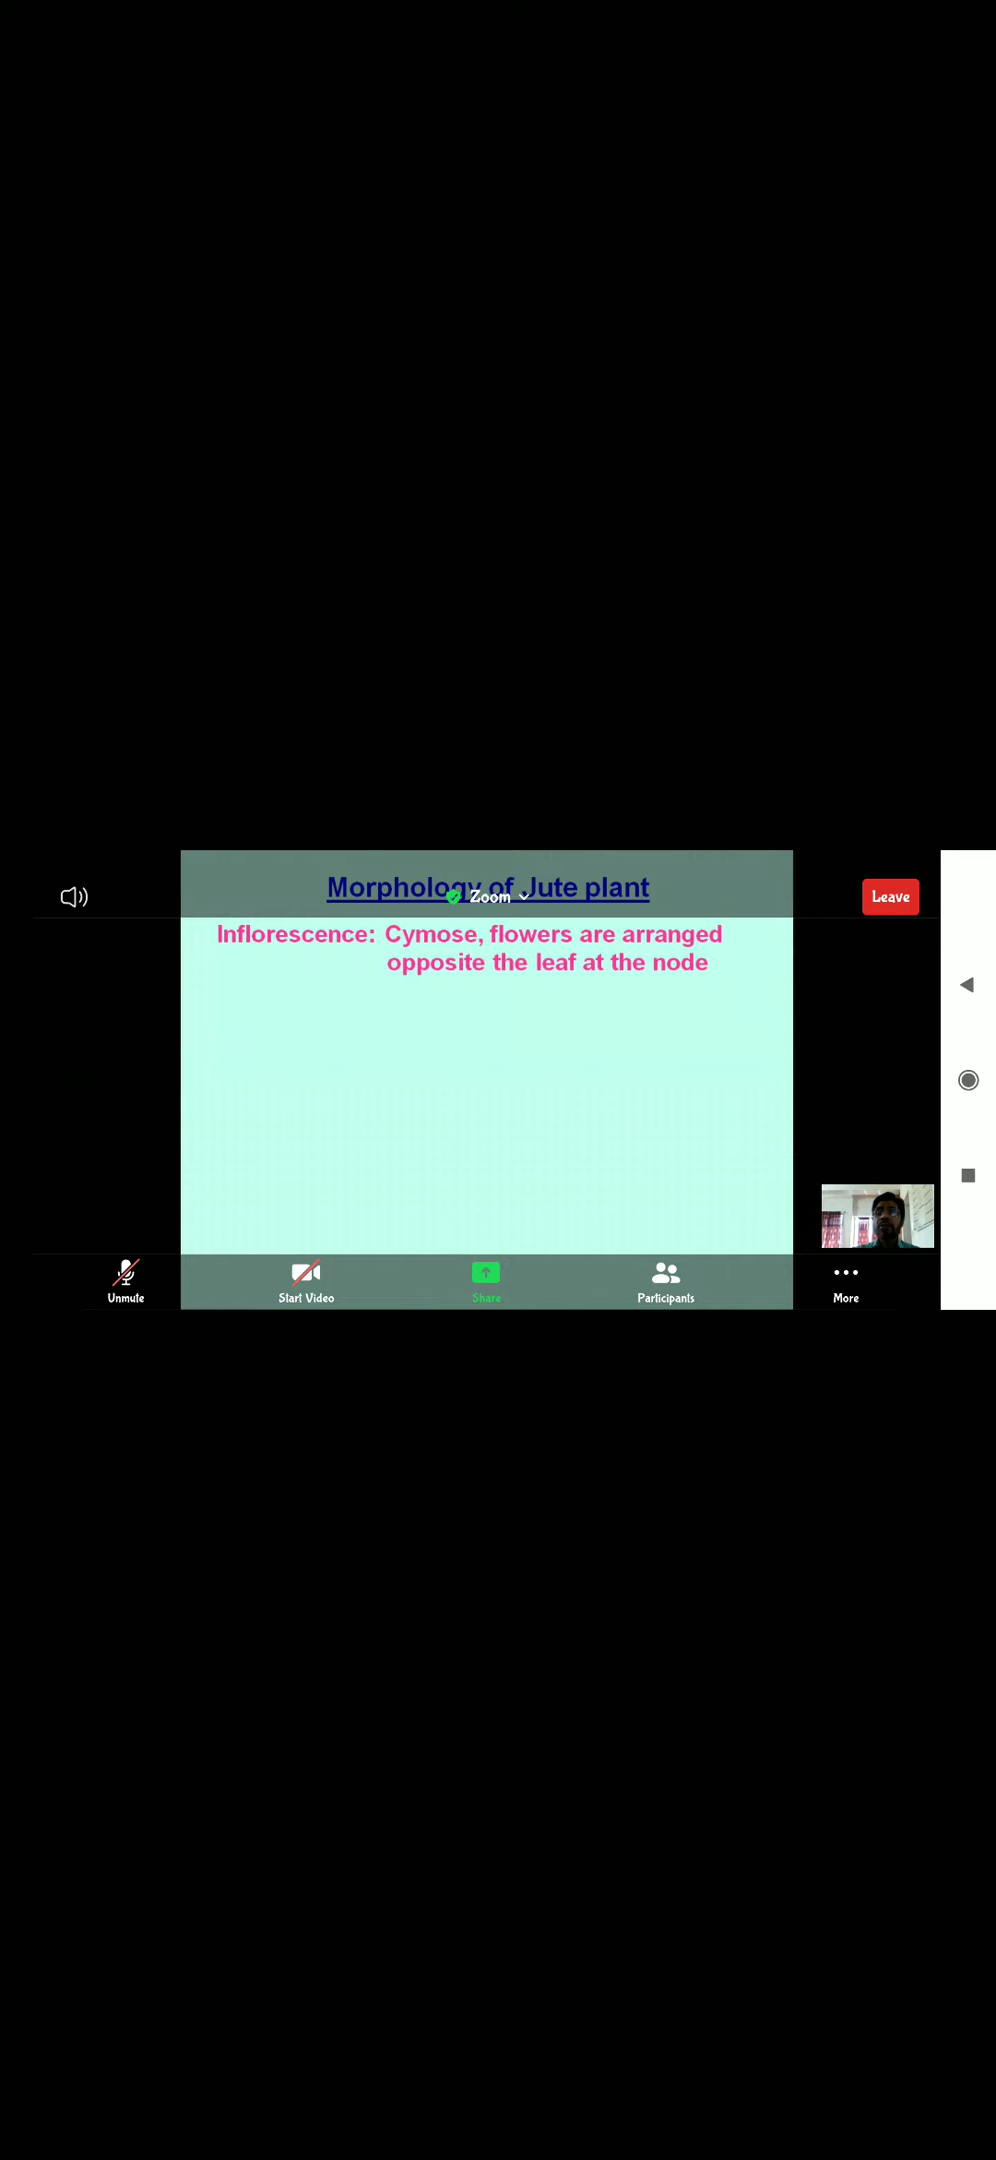 Morphology of Jute plant
Zoom
Leave
Inflorescence: Cymose, flowers are arranged
opposite the leaf at the node
Unmute
Start Video
Share
Participants
More